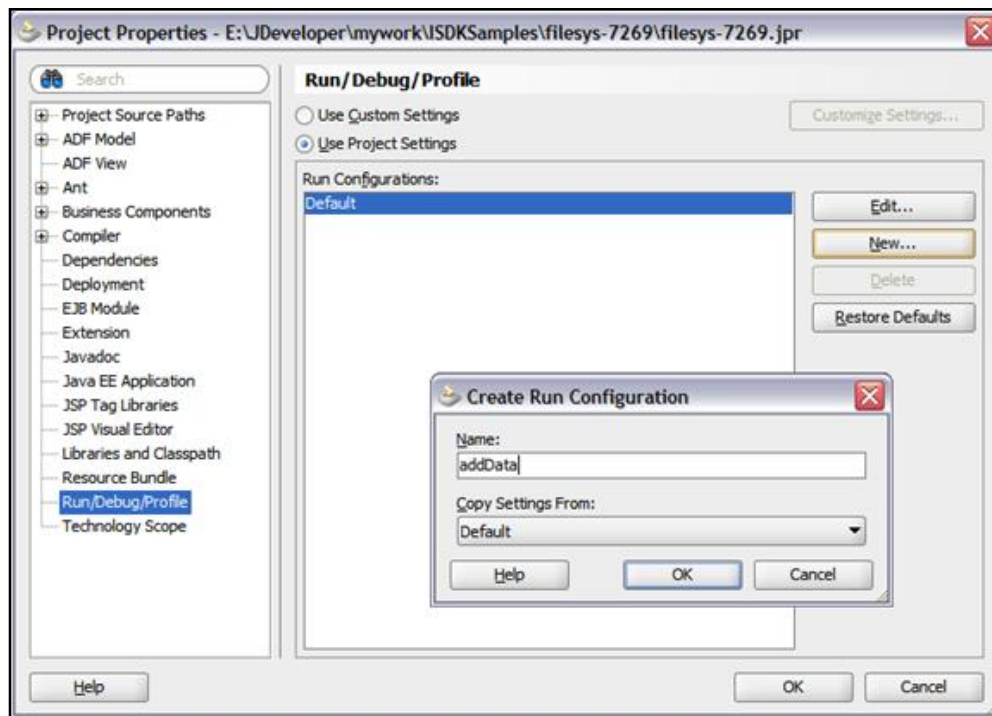 Project Properties - E:\JDeveloper\mywork\ISDKSamples\filesys-7269\filesys-7269.jpr
Search
Project Source Paths
ADF Model
ADF View
Ant
Business Components
Compiler
Dependencies
Deployment
EJB Module
Extension
Javadoc
Java EE Application
JSP Tag Libraries
JSP Visual Editor
Libraries and Classpath
Resource Bundle
Run/Debug/Profile
Technology Scope
Run/Debug/Profile
Use Custom Settings
Customize Settings...
Use Project Settings
Run Configurations:
Default
Edit...
New...
Delete
Restore Defaults
Create Run Configuration
Name:
addData
Copy Settings From:
Default
Help
OK
Cancel
Help
OK
Cancel